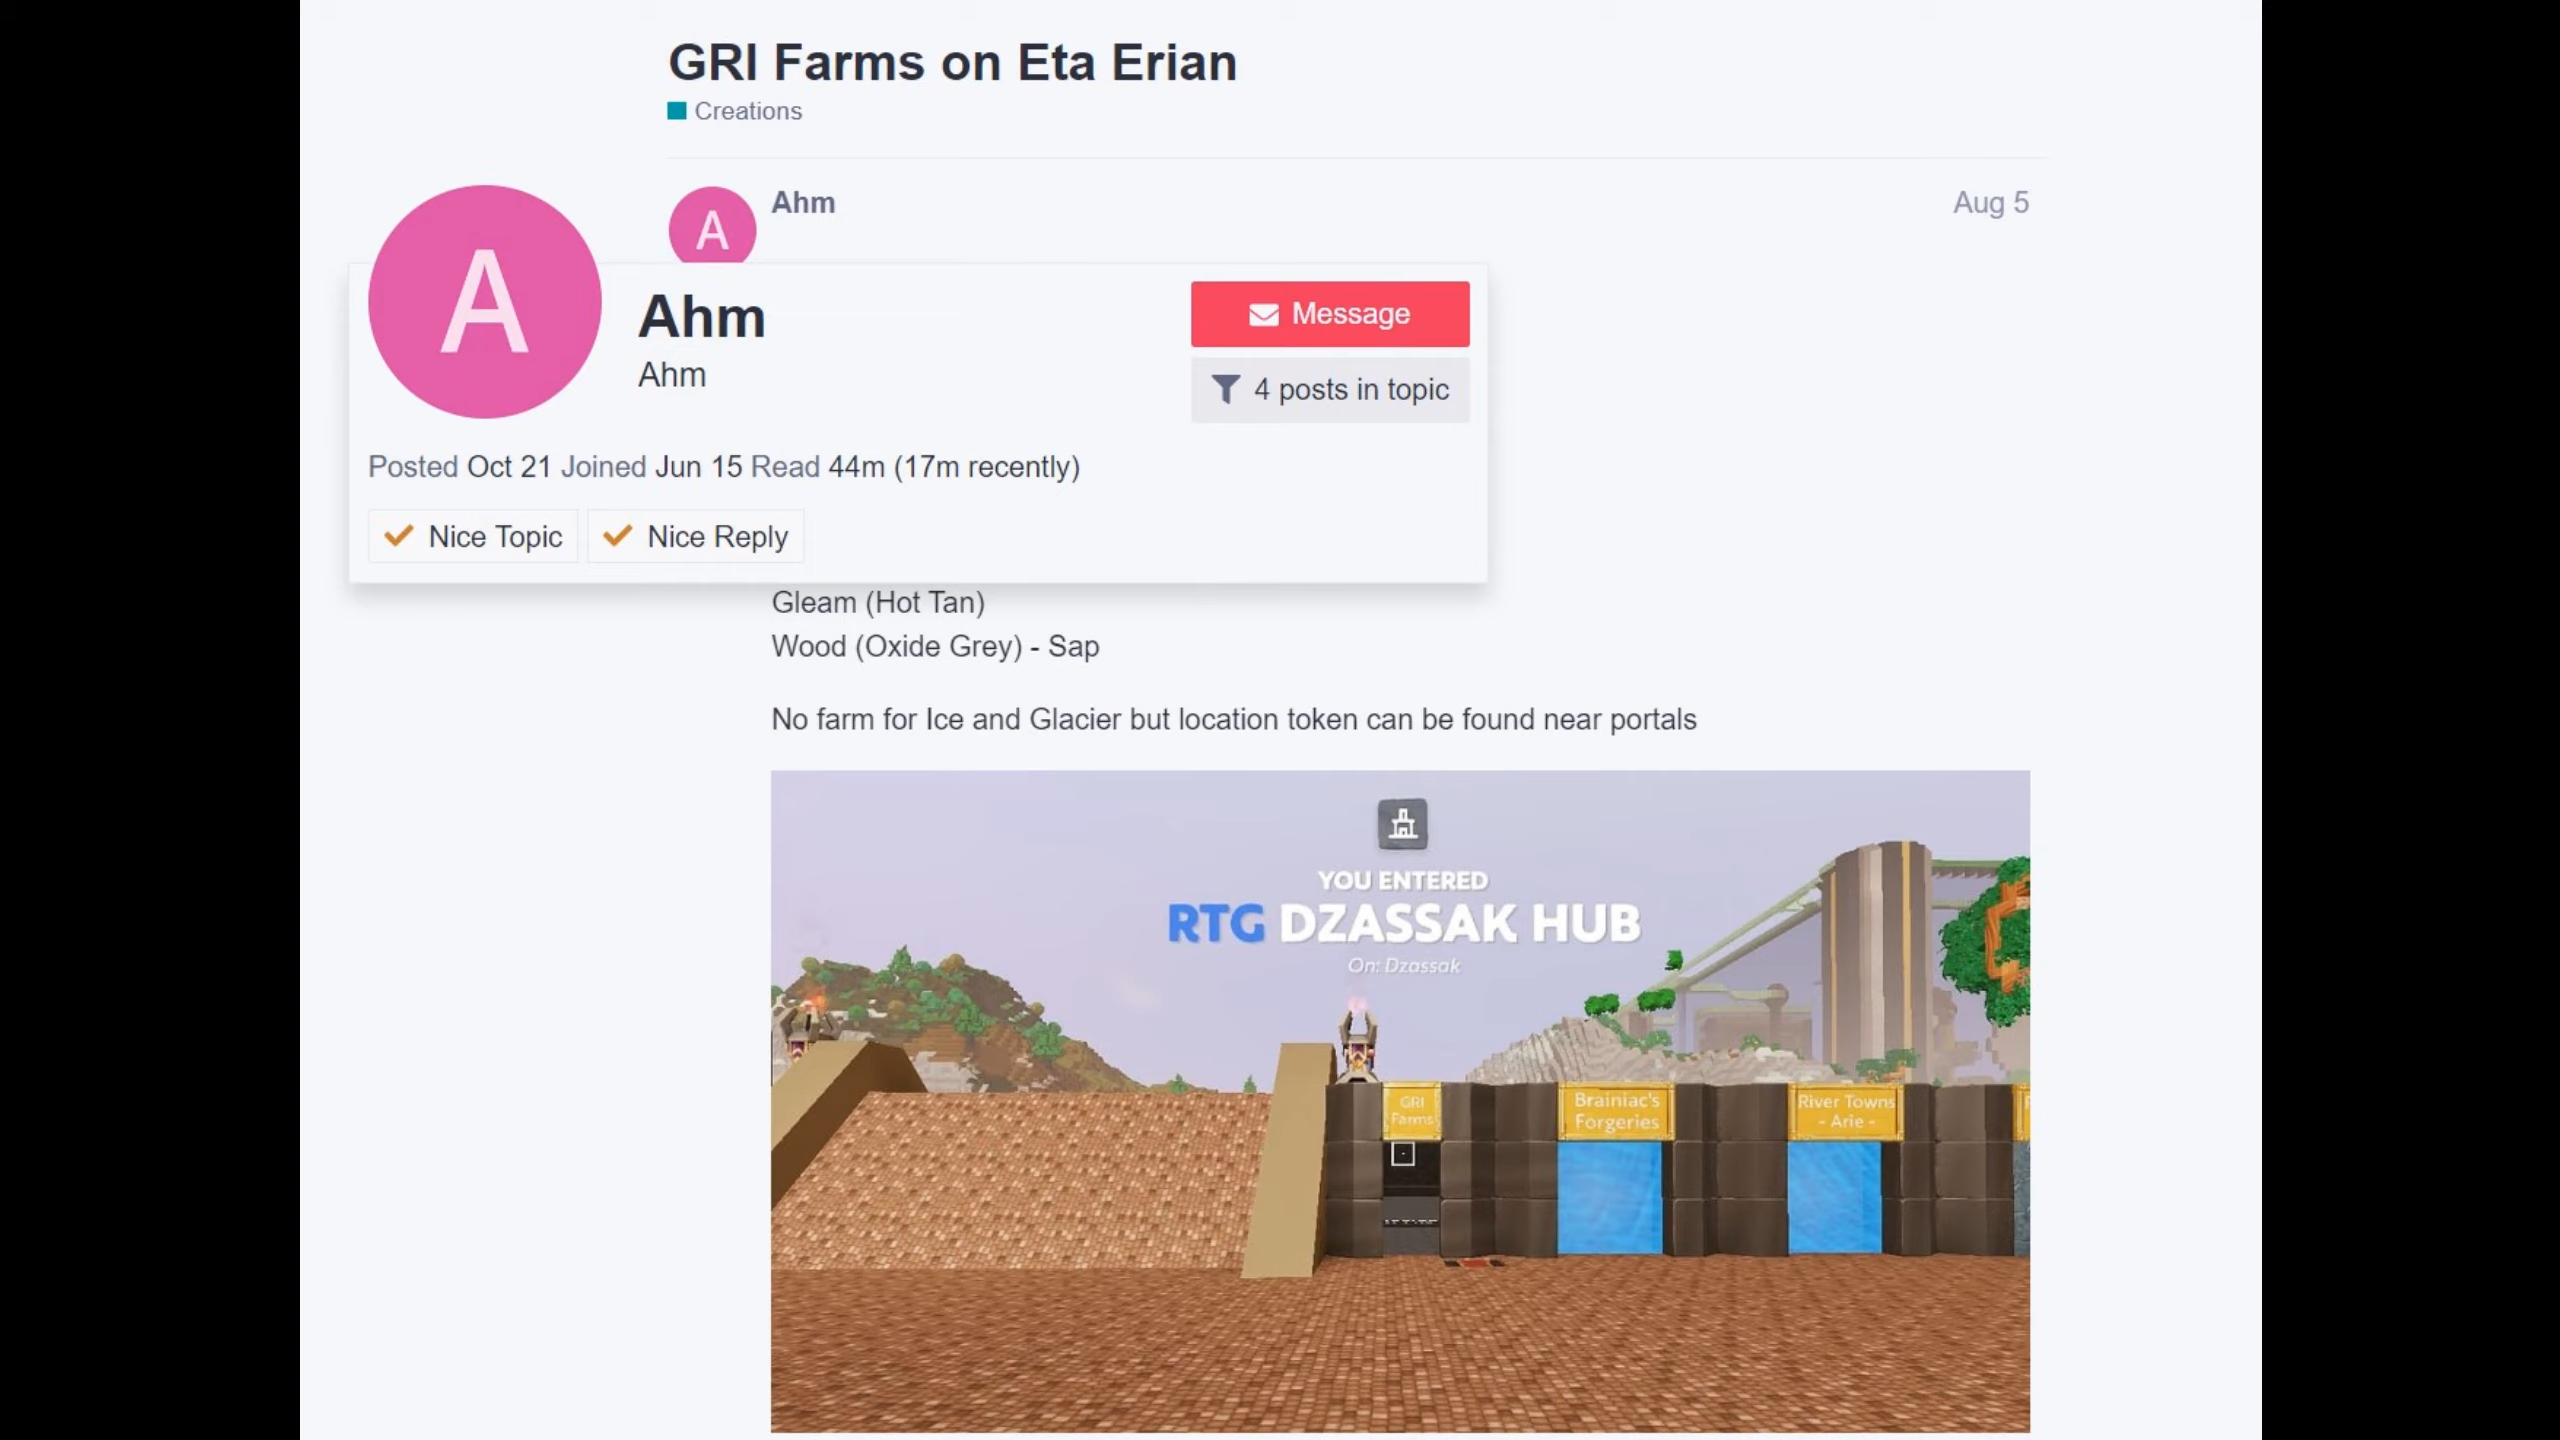 GRI Farms on Eta Erian
Creations
A
Ahm
Aug 5
A
Ahm
Ahm
Message
4 posts in topic
Posted Oct 21 Joined Jun 15 Read 44m (17m recently)
Nice Topic
Nice Reply
Gleam (Hot Tan)
Wood (Oxide Grey) - Sap
No farm for Ice and Glacier but location token can be found near portals
YOU ENTERED
RTG DZASSAK HUB
On: Dzassak
GRI
Farms
Brainiac's
Forgeries
River Towns
- Arie -